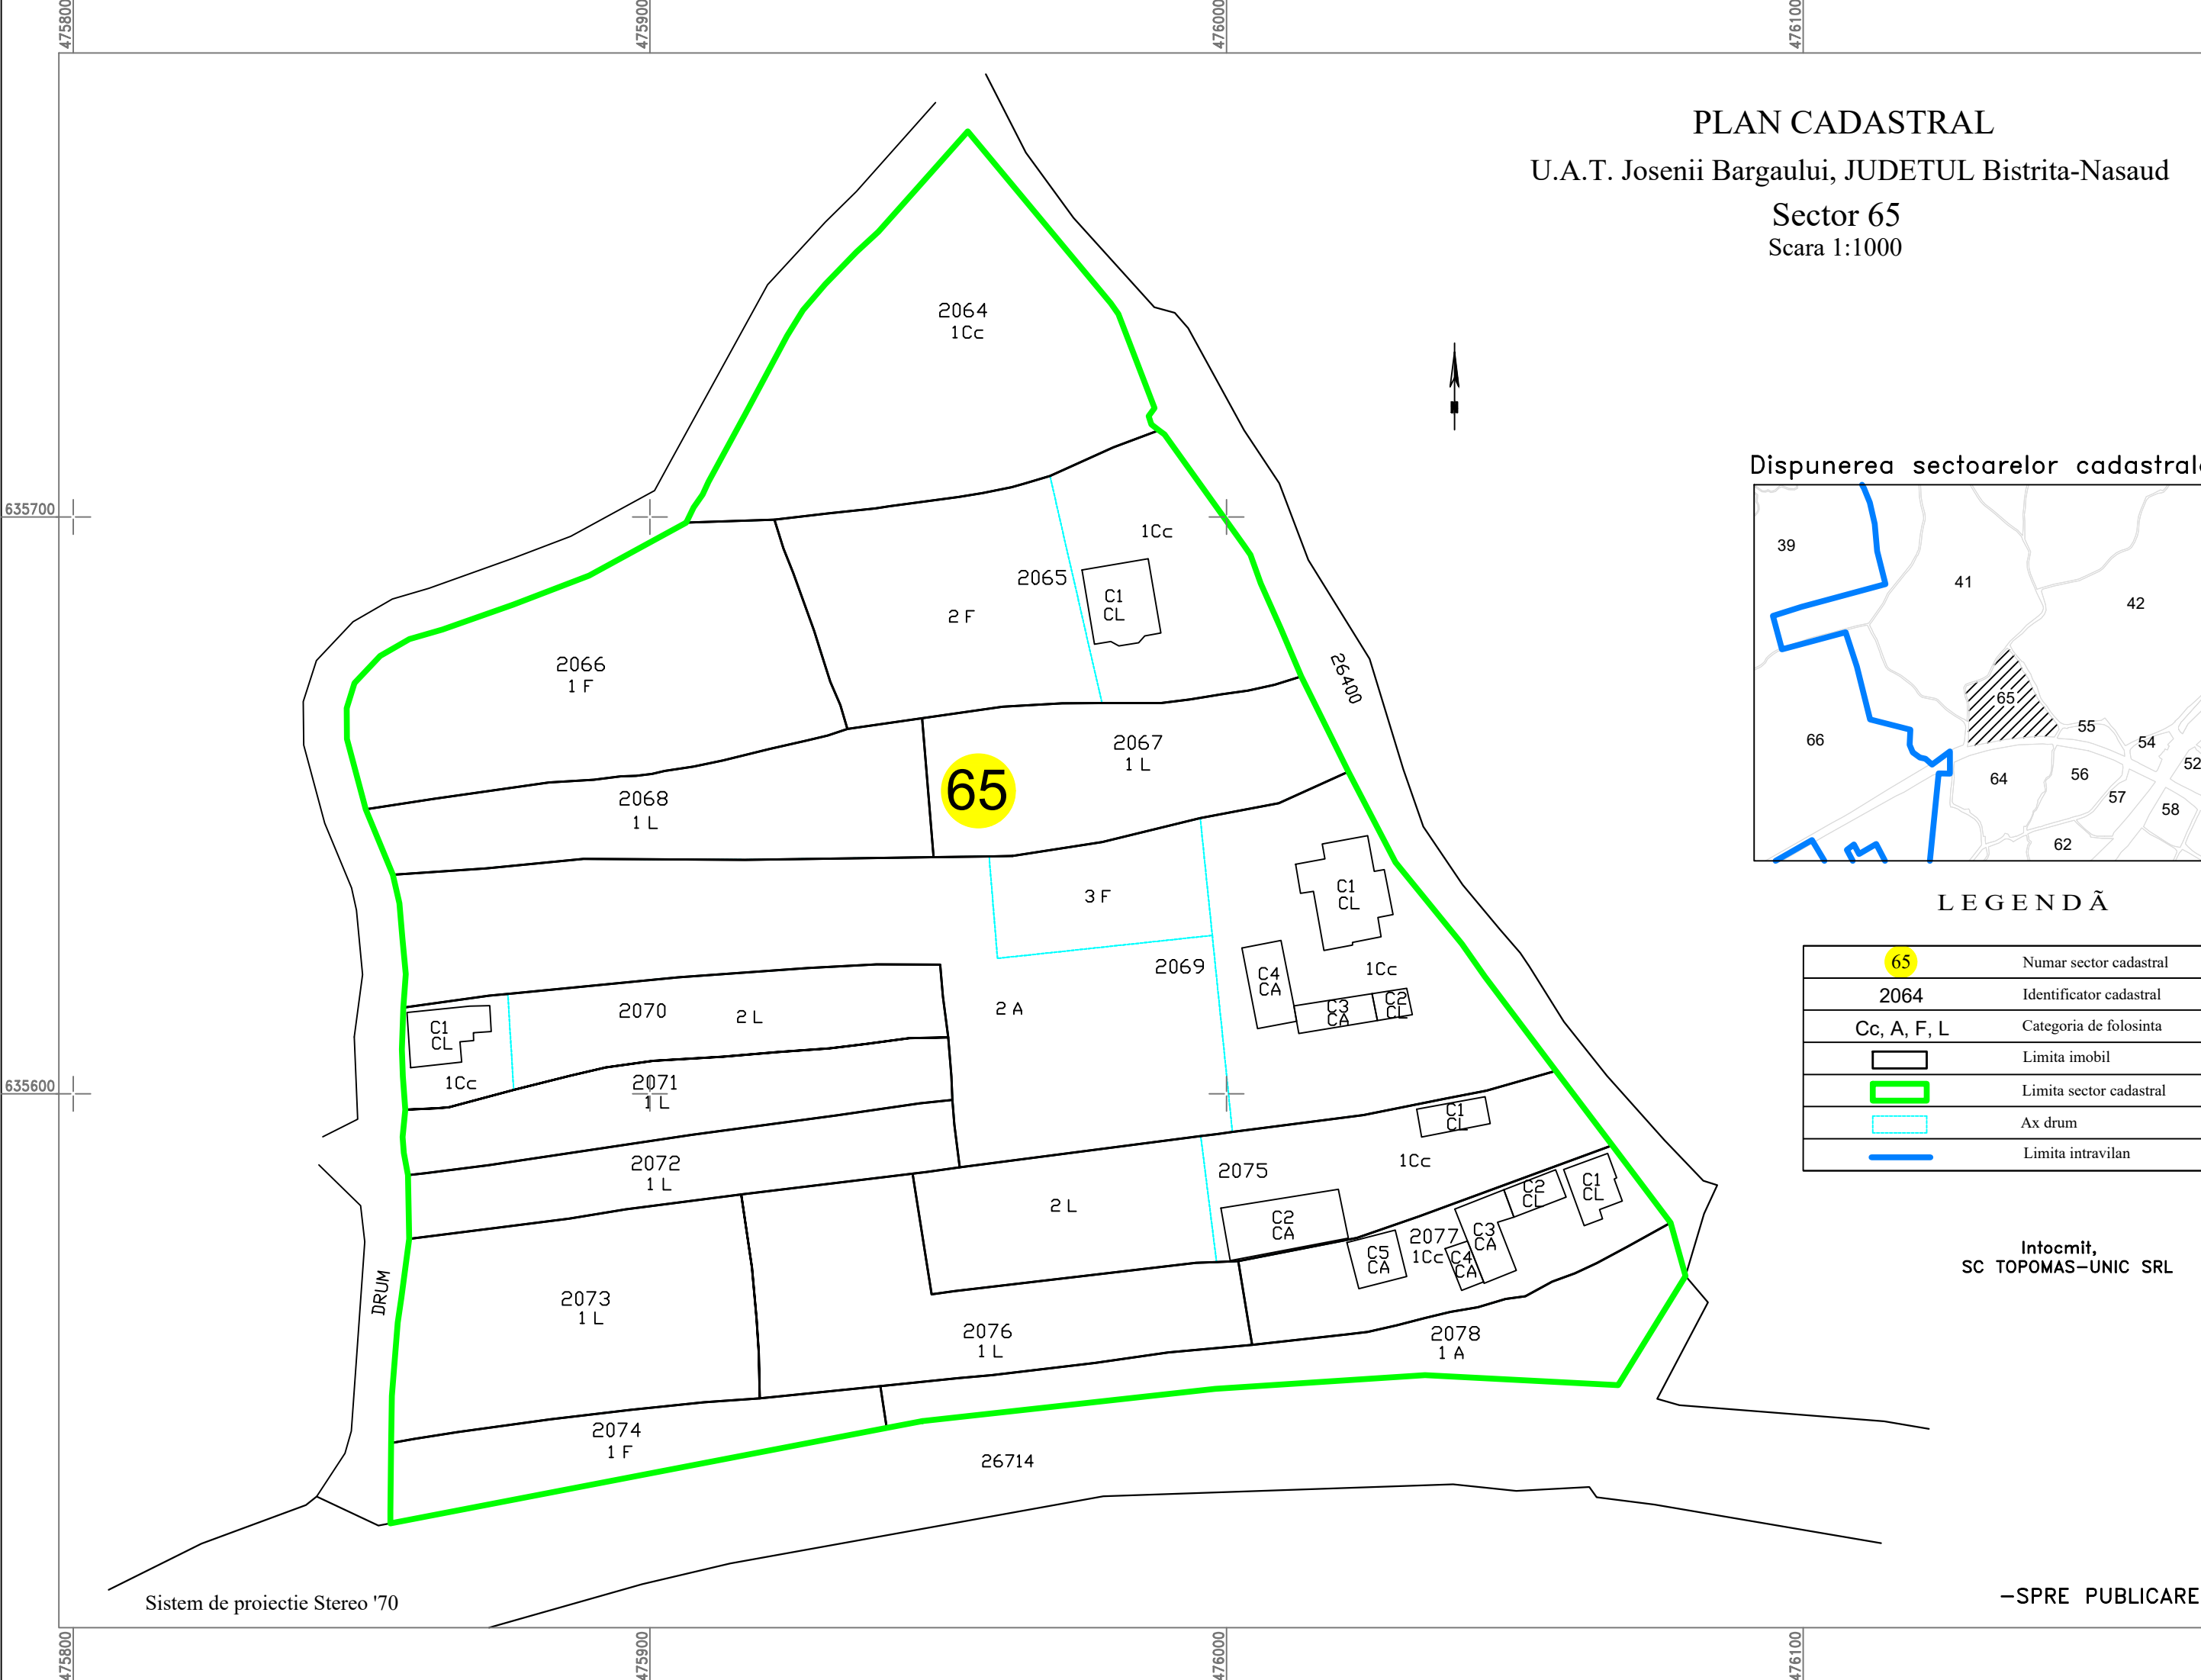 475800
475900
476000
476100
PLAN CADASTRAL
U.A.T. Josenii Bargaului, JUDETUL Bistrita-Nasaud
Sector 65
Scara 1:1000
2064
1Cc
635700
1Cc
2065
C1
CL
2 F
2066
1 F
26400
2067
1 L
65
2068
1 L
3 F
C1
CL
2069
1Cc
C4
CA
C3
CA
C2
CL
2 A
2070
2 L
C1
CL
1Cc
635600
2071
1 L
C1
CL
2072
1 L
2075
1Cc
2 L
C2
CA
C2
CL
C1
CL
2077
1Cc
C3
CA
C4
CA
C5
CA
DRUM
2073
1 L
2076
1 L
2078
1 A
2074
1 F
26714
Dispunerea sectoarelor cadastral
39
41
42
65
66
55
54
52
64
56
57
58
62
LEGENDÃ
65 Numar sector cadastral
2064 Identificator cadastral
Cc, A, F, L Categoria de folosinta
Limita imobil
Limita sector cadastral
Ax drum
Limita intravilan
Intocmit,
SC TOPOMAS-UNIC SRL
Sistem de proiectie Stereo '70
-SPRE PUBLICARE
475800
475900
476000
476100